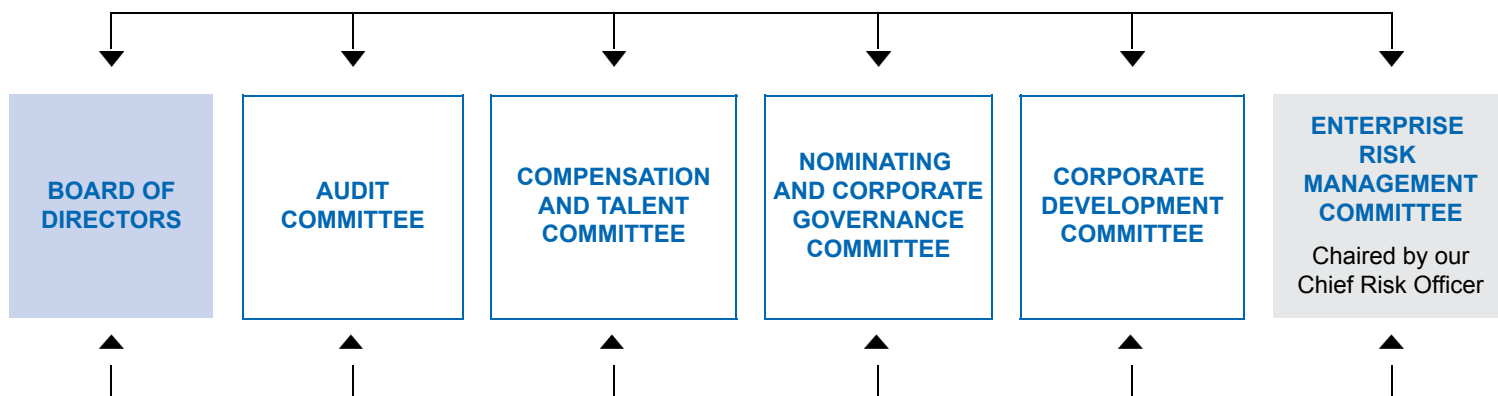 BOARD OF
DIRECTORS
AUDIT
COMMITTEE
COMPENSATION
AND TALENT
COMMITTEE
NOMINATING
AND CORPORATE
GOVERNANCE
COMMITTEE
CORPORATE
DEVELOPMENT
COMMITTEE
ENTERPRISE
RISK
MANAGEMENT
COMMITTEE
Chaired by our
Chief Risk Officer